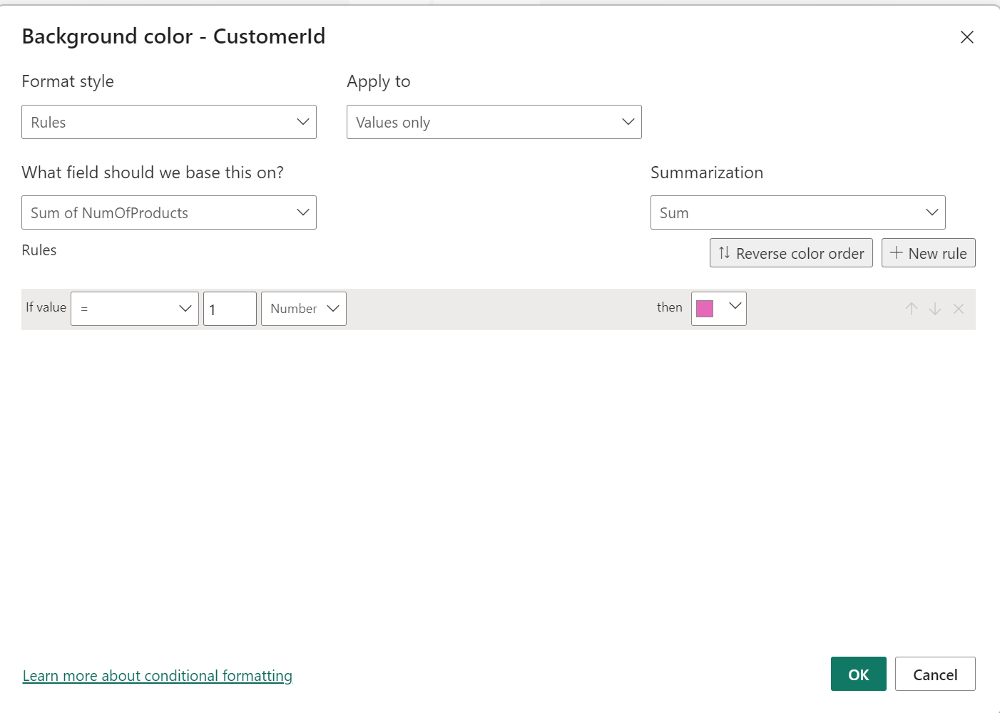 Background color - CustomerId
Format style
Apply to
Rules
Values only
What field should we base this on?
Summarization
Sum of NumOfProducts
Sum
Rules
Reverse color order
New rule
If value = 1 Number then
Learn more about conditional formatting
OK
Cancel